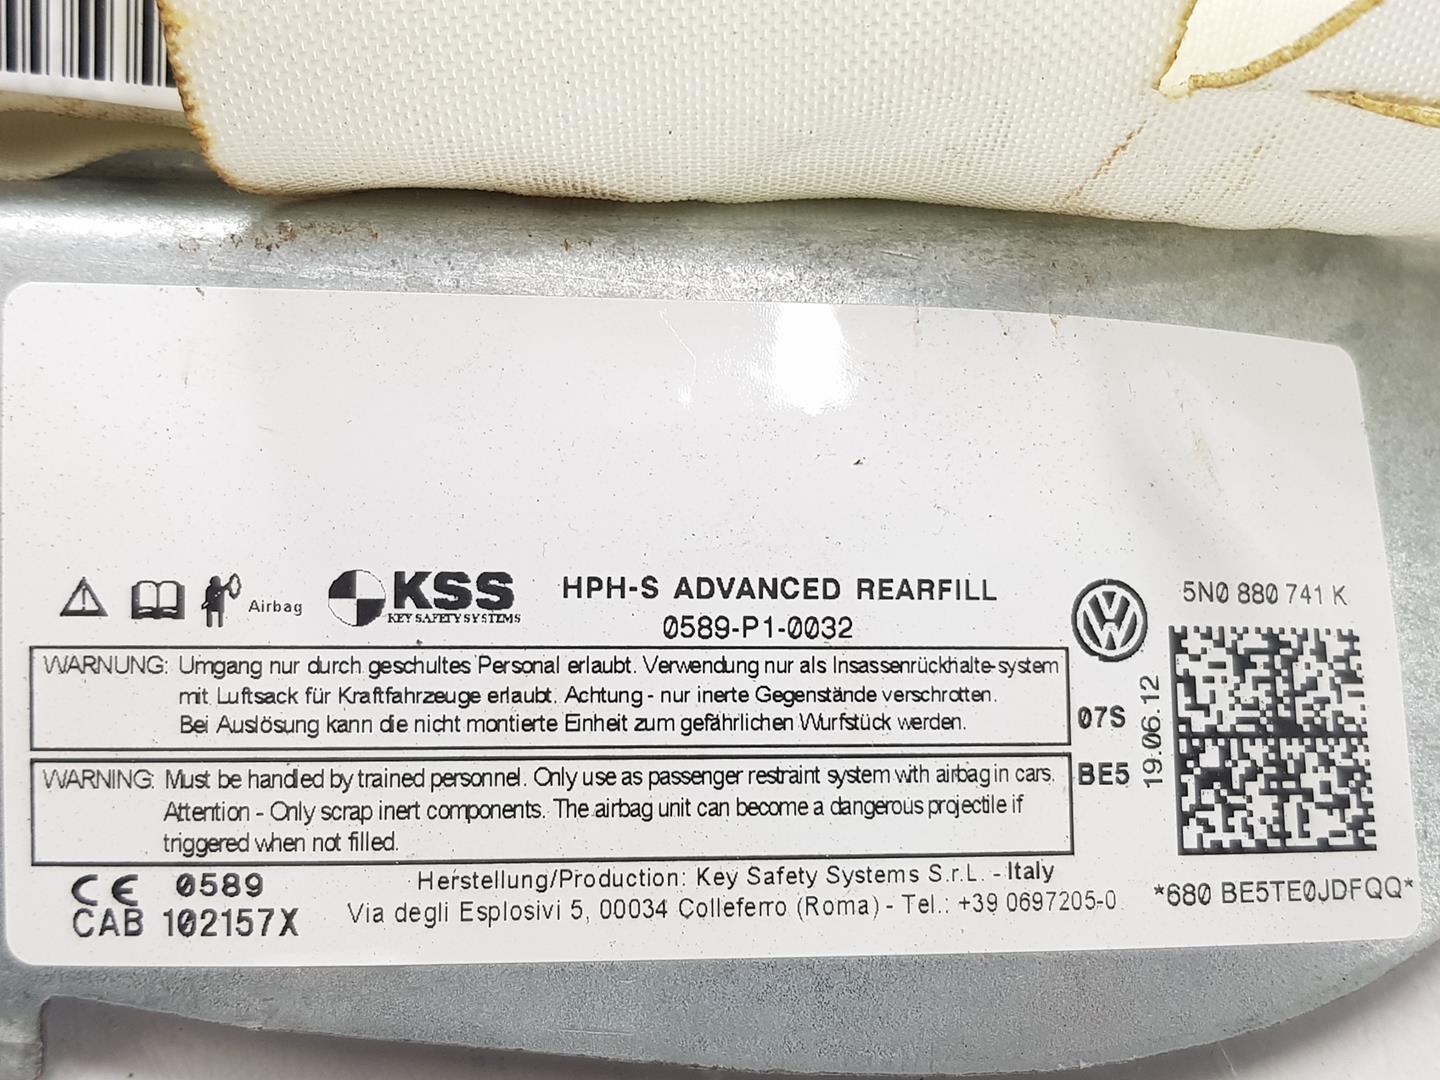 Airbag
KSS
KEY SAFETY SYSTEMS
HPH-S ADVANCED REARFILL
0589-P1-0032
5N0 880 741 K
WARNUNG: Umgang nur durch geschultes Personal erlaubt. Verwendung nur als Insassenrückhalte-system
mit Luftsack für Kraftfahrzeuge erlaubt. Achtung - nur inerte Gegenstände verschrotten.
Bei Auslösung kann die nicht montierte Einheit zum gefährlichen Wurfstück werden.
07S
BE5
19.06.12
WARNING: Must be handled by trained personnel. Only use as passenger restraint system with airbag in cars.
Attention - Only scrap inert components. The airbag unit can become a dangerous projectile if
triggered when not filled.
CE 0589
CAB 102157X
Herstellung/Production: Key Safety Systems S.r.L. - Italy
Via degli Esplosivi 5, 00034 Colleferro (Roma) - Tel.: +39 0697205-0
*680 BE5TE0JDFQQ*